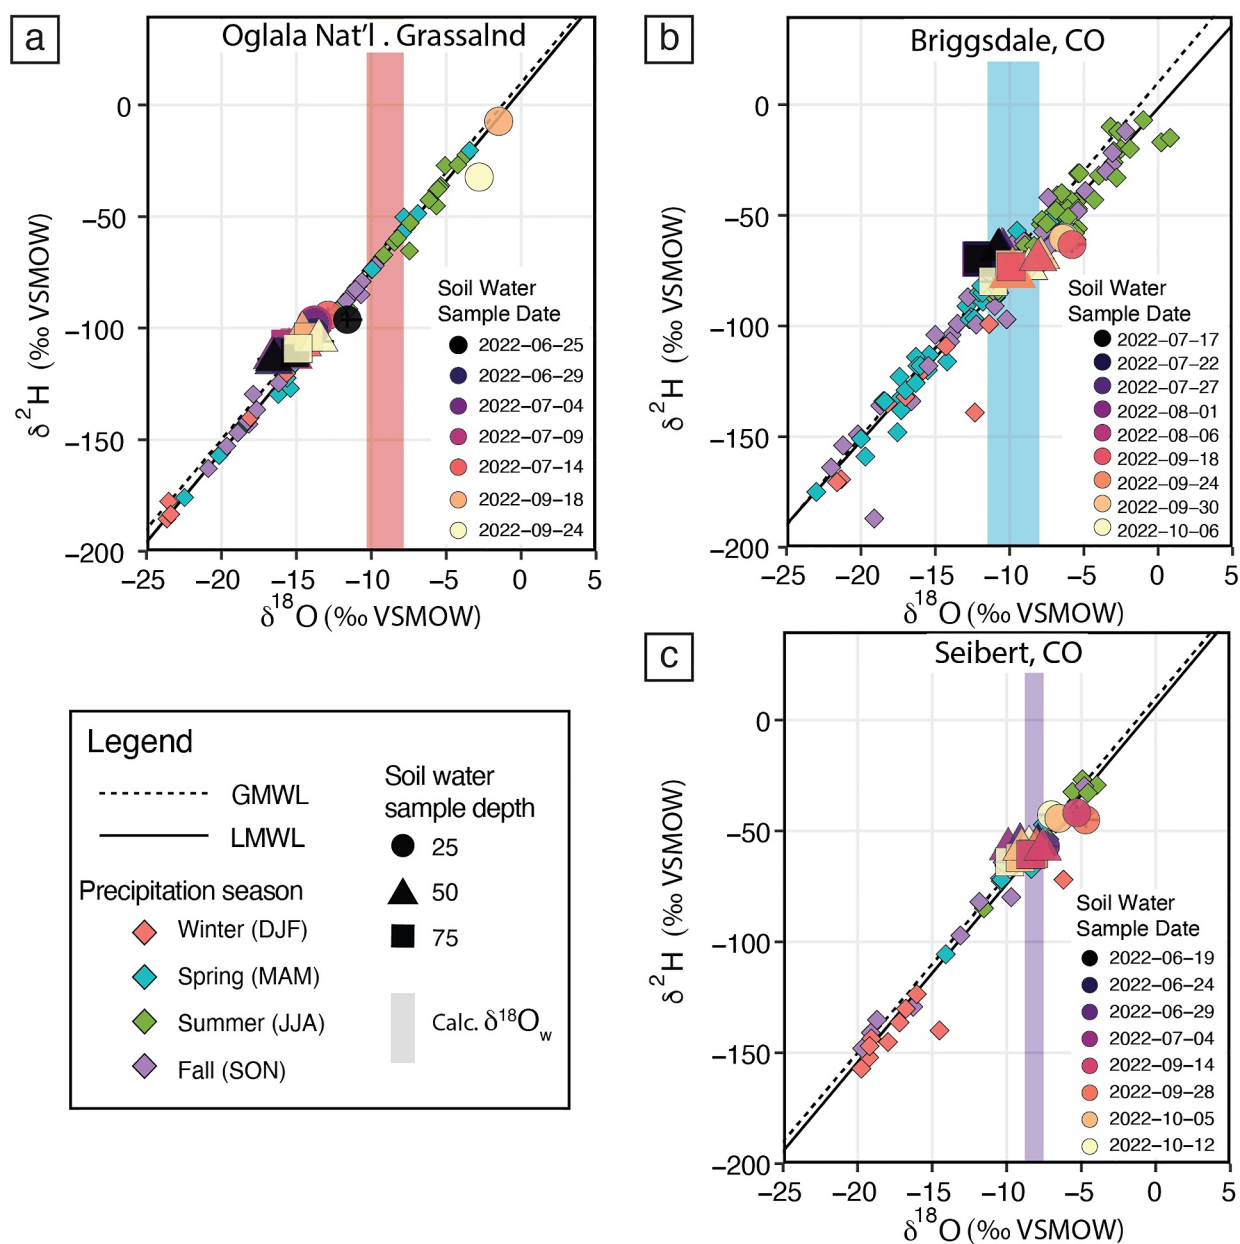 a
Oglala Nat'l . Grassalnd
0
−50
−100
−150
−200
δ²H (‰ VSMOW)
Soil Water
Sample Date
2022−06−25
2022−06−29
2022−07−04
2022−07−09
2022−07−14
2022−09−18
2022−09−24
−25 −20 −15 −10 −5 0 5
δ¹⁸O (‰ VSMOW)
b
Briggsdale, CO
0
−50
−100
−150
−200
δ²H (‰ VSMOW)
Soil Water
Sample Date
2022−07−17
2022−07−22
2022−07−27
2022−08−01
2022−08−06
2022−09−18
2022−09−24
2022−09−30
2022−10−06
−25 −20 −15 −10 −5 0 5
δ¹⁸O (‰ VSMOW)
c
Seibert, CO
0
−50
−100
−150
−200
δ²H (‰ VSMOW)
Soil Water
Sample Date
2022−06−19
2022−06−24
2022−06−29
2022−07−04
2022−09−14
2022−09−28
2022−10−05
2022−10−12
−25 −20 −15 −10 −5 0 5
δ¹⁸O (‰ VSMOW)
Legend
GMWL
LMWL
Precipitation season
Winter (DJF)
Spring (MAM)
Summer (JJA)
Fall (SON)
Soil water
sample depth
25
50
75
Calc. δ¹⁸Ow